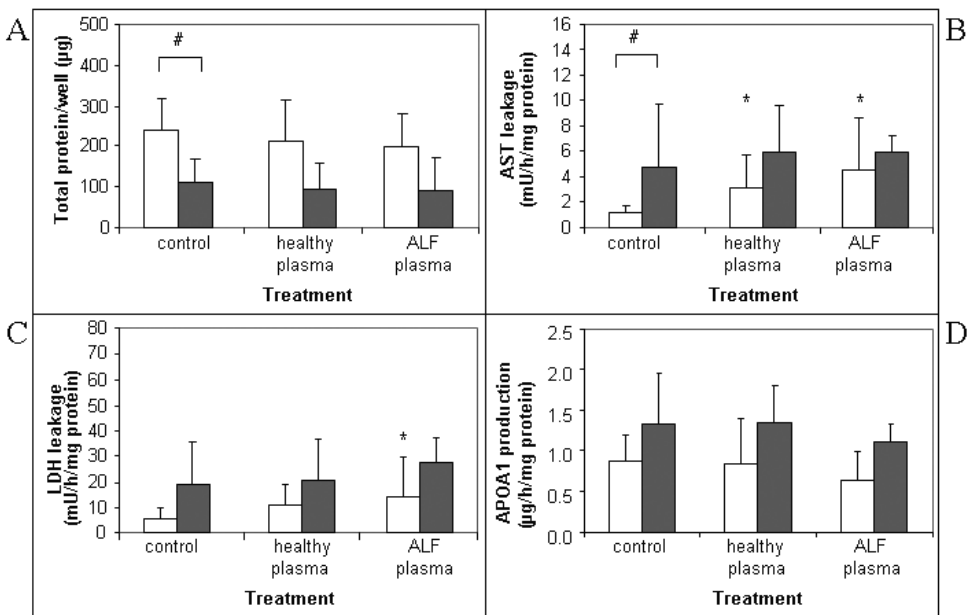 A
Total protein/well (µg)
500
400
300
200
100
0
#
control
healthy
plasma
ALF
plasma
Treatment
B
AST leakage
(mU/h/mg protein)
16
14
12
10
8
6
4
2
0
#
*
*
control
healthy
plasma
ALF
plasma
Treatment
C
LDH leakage
(mU/h/mg protein)
80
70
60
50
40
30
20
10
0
*
control
healthy
plasma
ALF
plasma
Treatment
D
APOA1 production
(µg/h/mg protein)
2.5
2.0
1.5
1.0
0.5
0.0
control
healthy
plasma
ALF
plasma
Treatment